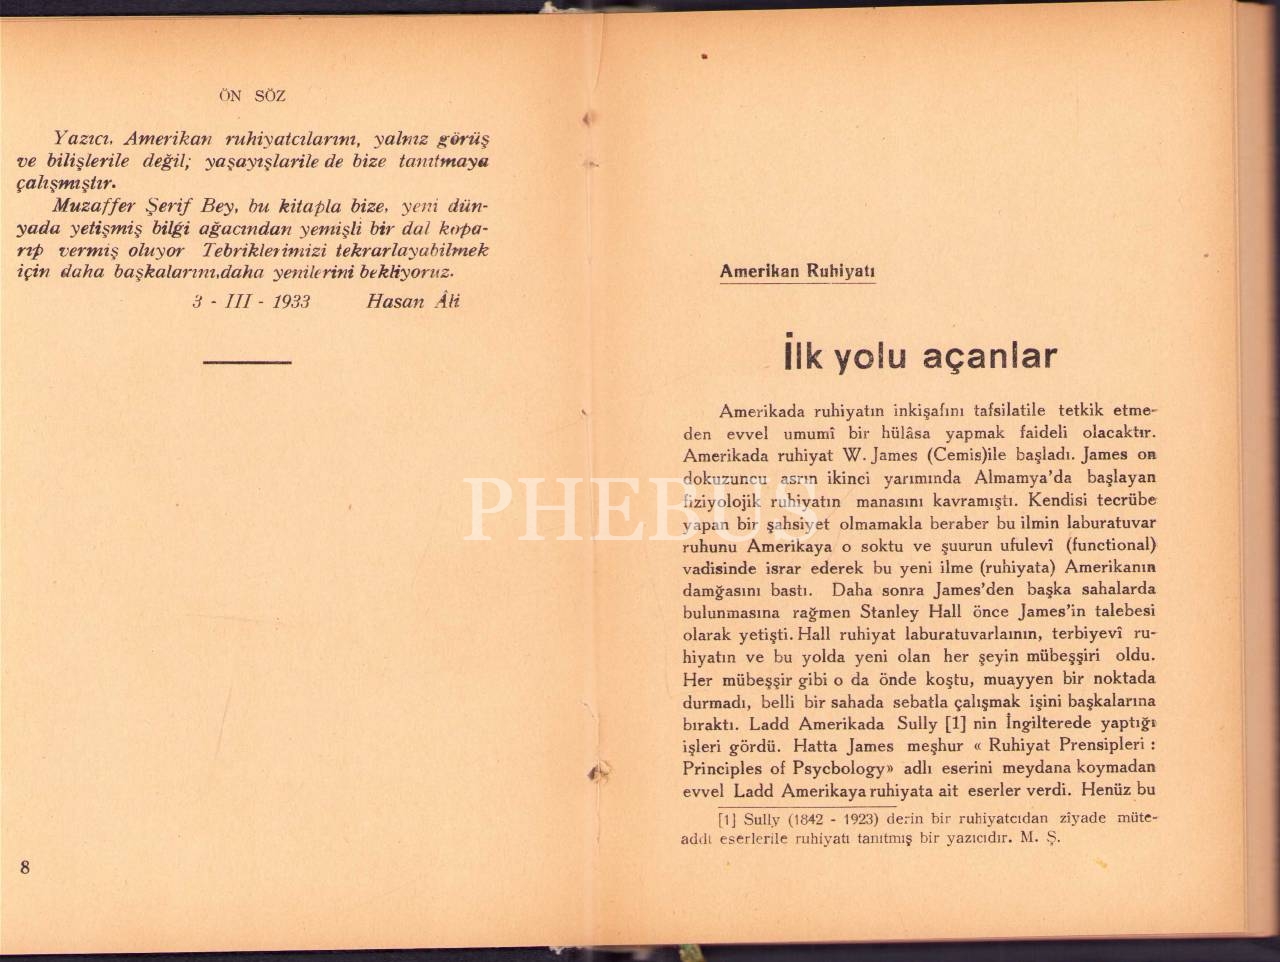 ÖN SÖZ
Yazıcı, Amerikan ruhiyatcılarını, yalnız görüş
ve bilişlerile değil; yaşayışlarile de bize tanıtmaya
çalışmıştır.
Muzaffer Şerif Bey, bu kitapla bize, yeni dün-
yada yetişmiş bilgi ağacından yemişli bir dal kopa-
rıp vermiş oluyor Tebriklerimizi tekrarlayabilmek
için daha başkalarını,daha yenilerini bekliyoruz.
3 - III - 1933 Hasan Âli
8
Amerikan Ruhiyatı
İlk yolu açanlar
Amerikada ruhiyatın inkişafını tafsilatile tetkik etme-
den evvel umumî bir hülâsa yapmak faideli olacaktır.
Amerikada ruhiyat W. James (Cemis)ile başladı. James on
dokuzuncu asrın ikinci yarımında Almamya'da başlayan
fiziyolojik ruhiyatın manasını kavramıştı. Kendisi tecrübe
yapan bir şahsiyet olmamakla beraber bu ilmin laburatuvar
ruhunu Amerikaya o soktu ve şuurun ufulevî (functional)
vadisinde israr ederek bu yeni ilme (ruhiyata) Amerikanın
damğasını bastı. Daha sonra James'den başka sahalarda
bulunmasına rağmen Stanley Hall önce James'in talebesi
olarak yetişti. Hall ruhiyat laburatuvarlarının, terbiyevî ru-
hiyatın ve bu yolda yeni olan her şeyin mübeşşiri oldu.
Her mübeşşir gibi o da önde koştu, muayyen bir noktada
durmadı, belli bir sahada sebatla çalışmak işini başkalarına
bıraktı. Ladd Amerikada Sully [1] nin İngilterede yaptığı
işleri gördü. Hatta James meşhur « Ruhiyat Prensipleri :
Principles of Psycbology» adlı eserini meydana koymadan
evvel Ladd Amerikaya ruhiyata ait eserler verdi. Henüz bu
[1] Sully (1842 - 1923) derin bir ruhiyatcıdan ziyade müte-
addi eserlerile ruhiyatı tanıtmış bir yazıcıdır. M. Ş.
PHEBUS